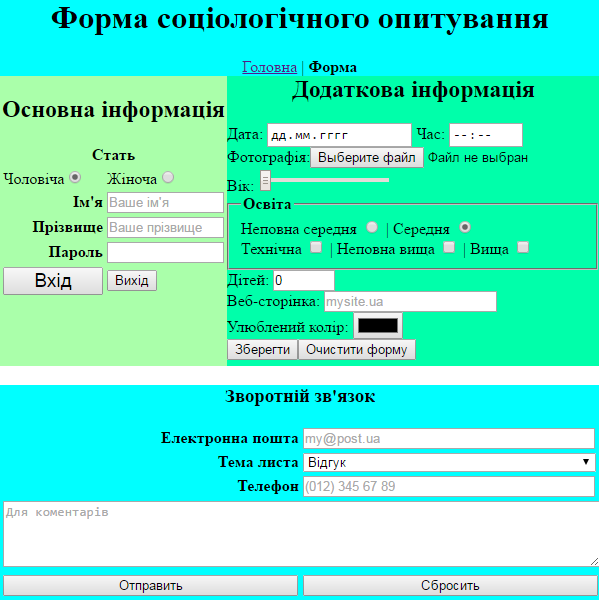 Форма соціологічного опитування
Головна | Форма
Основна інформація
Стать
Чоловіча Жіноча
Ім'я Ваше ім'я
Прізвище Ваше прізвище
Пароль
Вхід Вихід
Додаткова інформація
Дата: дд.мм.гггг Час: --:--
Фотографія: Выберите файл Файл не выбран
Вік:
Освіта
Неповна середня | Середня
Технічна | Неповна вища | Вища
Дітей: 0
Веб-сторінка: mysite.ua
Улюблений колір:
Зберегти Очистити форму
Зворотній зв'язок
Електронна пошта my@post.ua
Тема листа Відгук
Телефон (012) 345 67 89
Для коментарів
Отправить Сбросить